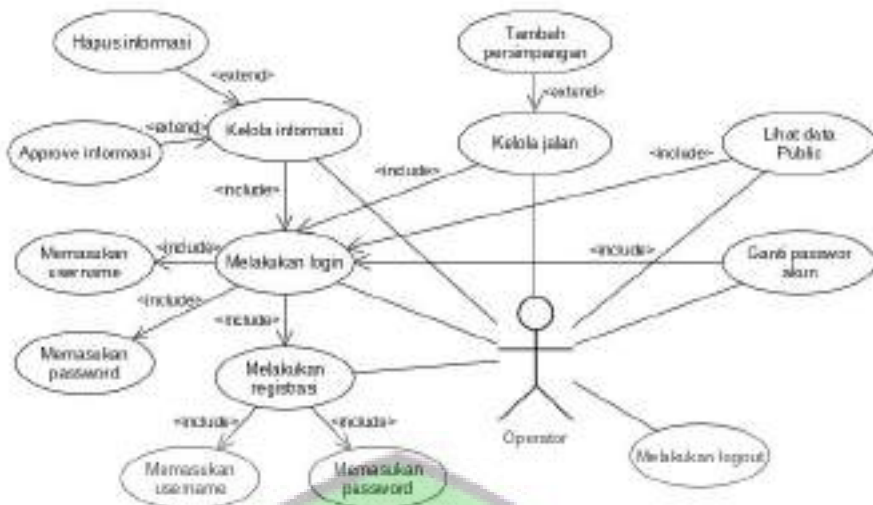 Hapus informasi
Tambah
persimpangan
<extend>
<extend>
<extend>
Approve informasi
Kelola informasi
Kelola jalan
Lihat data
Public
<include>
<include>
<include>
Memasukan
username
<include>
Melakukan login
<include>
Ganti passwor
akun
<include>
<include>
Memasukan
password
Melakukan
registrasi
<include>
<include>
Operator
Melakukan logout
Memasukan
username
Memasukan
password